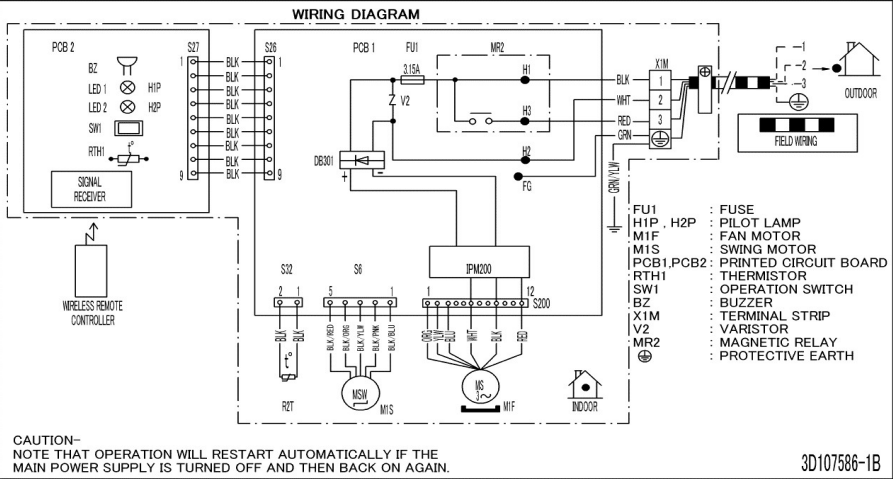 WIRING DIAGRAM
PCB 2
S27
S26
PCB 1
FU1
MR2
X1M
BZ
LED 1
H1P
LED 2
H2P
SW1
RTH1
t°
SIGNAL
RECEIVER
1
9
BLK
BLK
BLK
BLK
BLK
BLK
BLK
BLK
BLK
1
9
3.15A
V2
H1
H3
H2
FG
DB301
+
-
BLK
WHT
RED
GRN
GRN/YLW
1
2
3
1
2
3
OUTDOOR
FIELD WIRING
WIRELESS REMOTE
CONTROLLER
IPM200
S32
2 1
BLK
BLK
t°
R2T
S6
5 1
BLK/RED
BLK/ORG
BLK/YLW
BLK/PNK
BLK/BLU
MSW
M1S
1 12
S200
ORG
YLW
BLU
WHT
BLK
RED
MS
3~
M1F
INDOOR
FU1 : FUSE
H1P , H2P : PILOT LAMP
M1F : FAN MOTOR
M1S : SWING MOTOR
PCB1,PCB2 : PRINTED CIRCUIT BOARD
RTH1 : THERMISTOR
SW1 : OPERATION SWITCH
BZ : BUZZER
X1M : TERMINAL STRIP
V2 : VARISTOR
MR2 : MAGNETIC RELAY
: PROTECTIVE EARTH
CAUTION-
NOTE THAT OPERATION WILL RESTART AUTOMATICALLY IF THE
MAIN POWER SUPPLY IS TURNED OFF AND THEN BACK ON AGAIN.
3D107586-1B